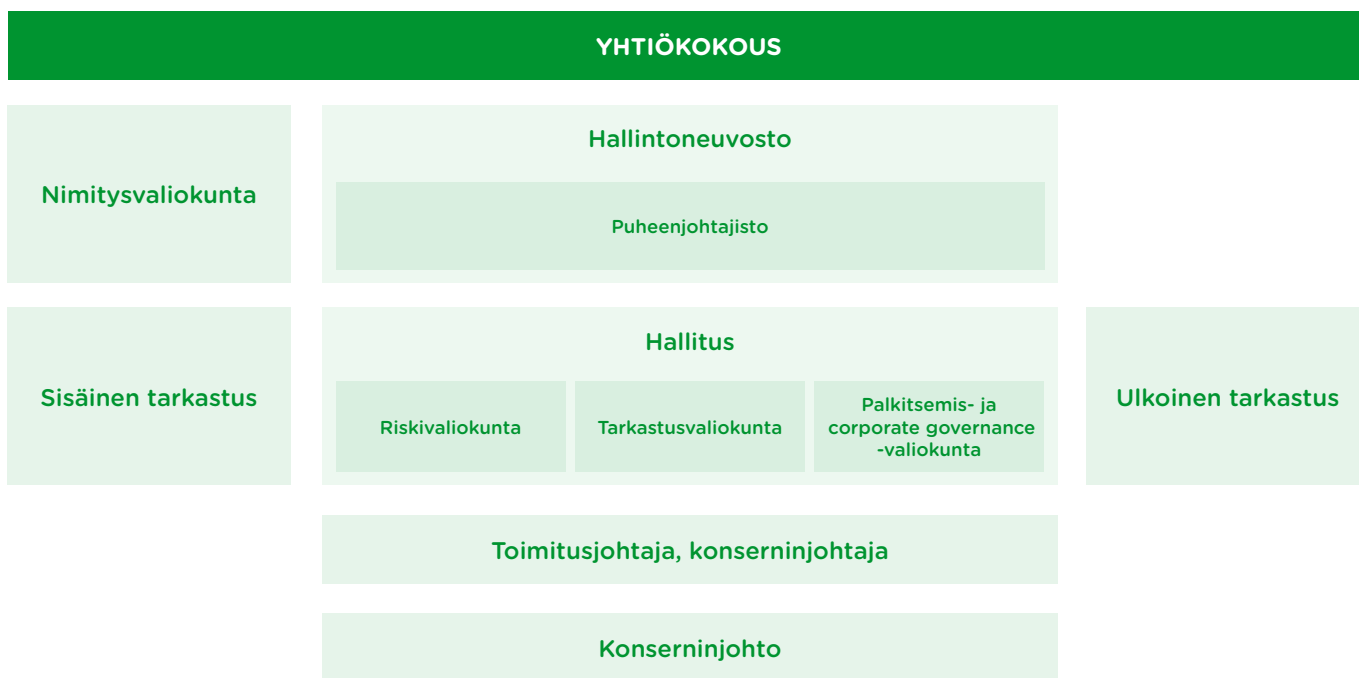 YHTIÖKOKOUS
Nimitysvaliokunta
Hallintoneuvosto
Puheenjohtajisto
Sisäinen tarkastus
Hallitus
Riskivaliokunta
Tarkastusvaliokunta
Palkitsemis- ja
corporate governance
-valiokunta
Ulkoinen tarkastus
Toimitusjohtaja, konserninjohtaja
Konserninjohto